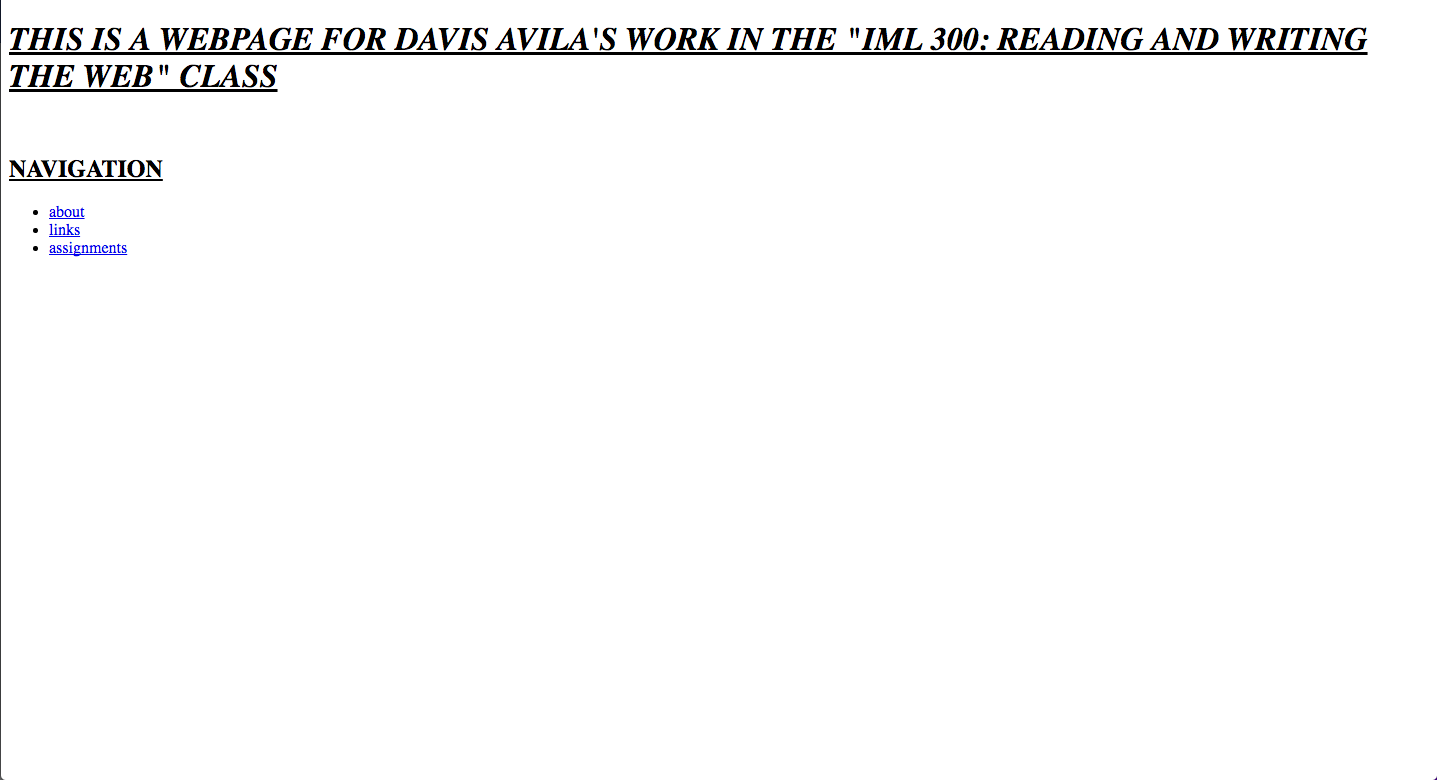 THIS IS A WEBPAGE FOR DAVIS AVILA'S WORK IN THE "IML 300: READING AND WRITING
THE WEB" CLASS
NAVIGATION
about
links
assignments